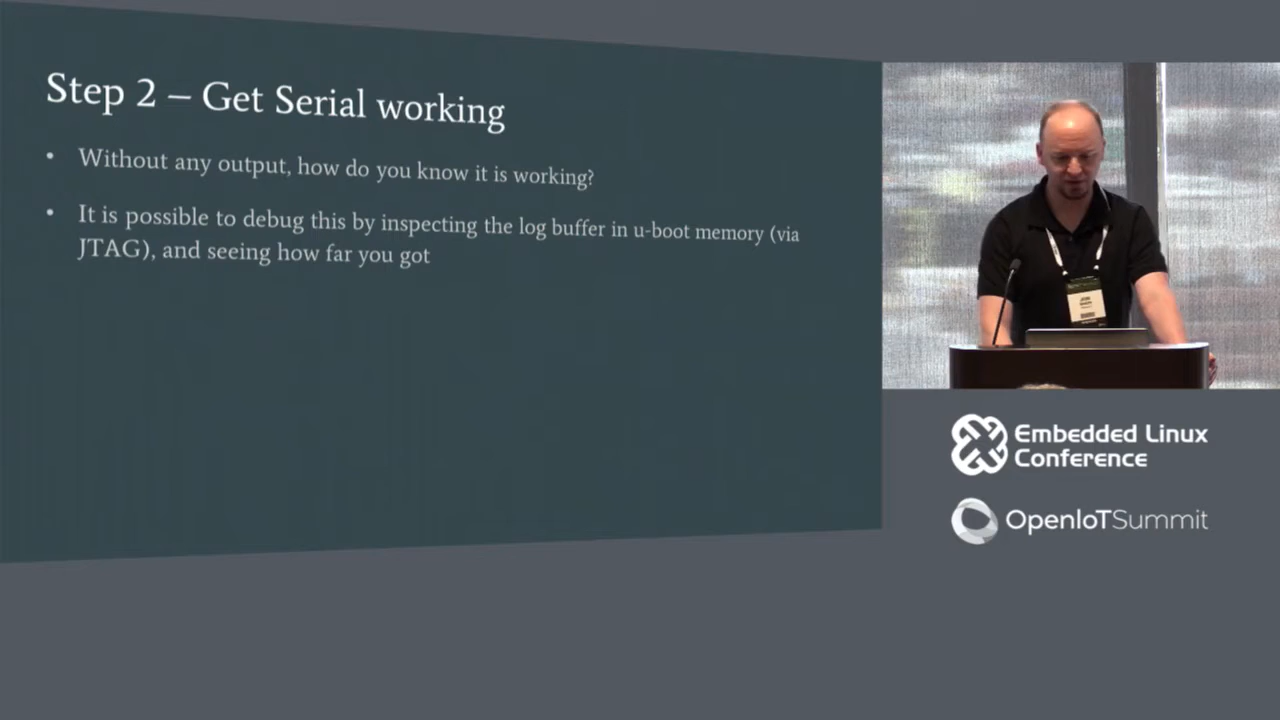 Step 2 – Get Serial working
• Without any output, how do you know it is working?
• It is possible to debug this by inspecting the log buffer in u-boot memory (via
JTAG), and seeing how far you got
Embedded Linux
Conference
OpenIoTSummit